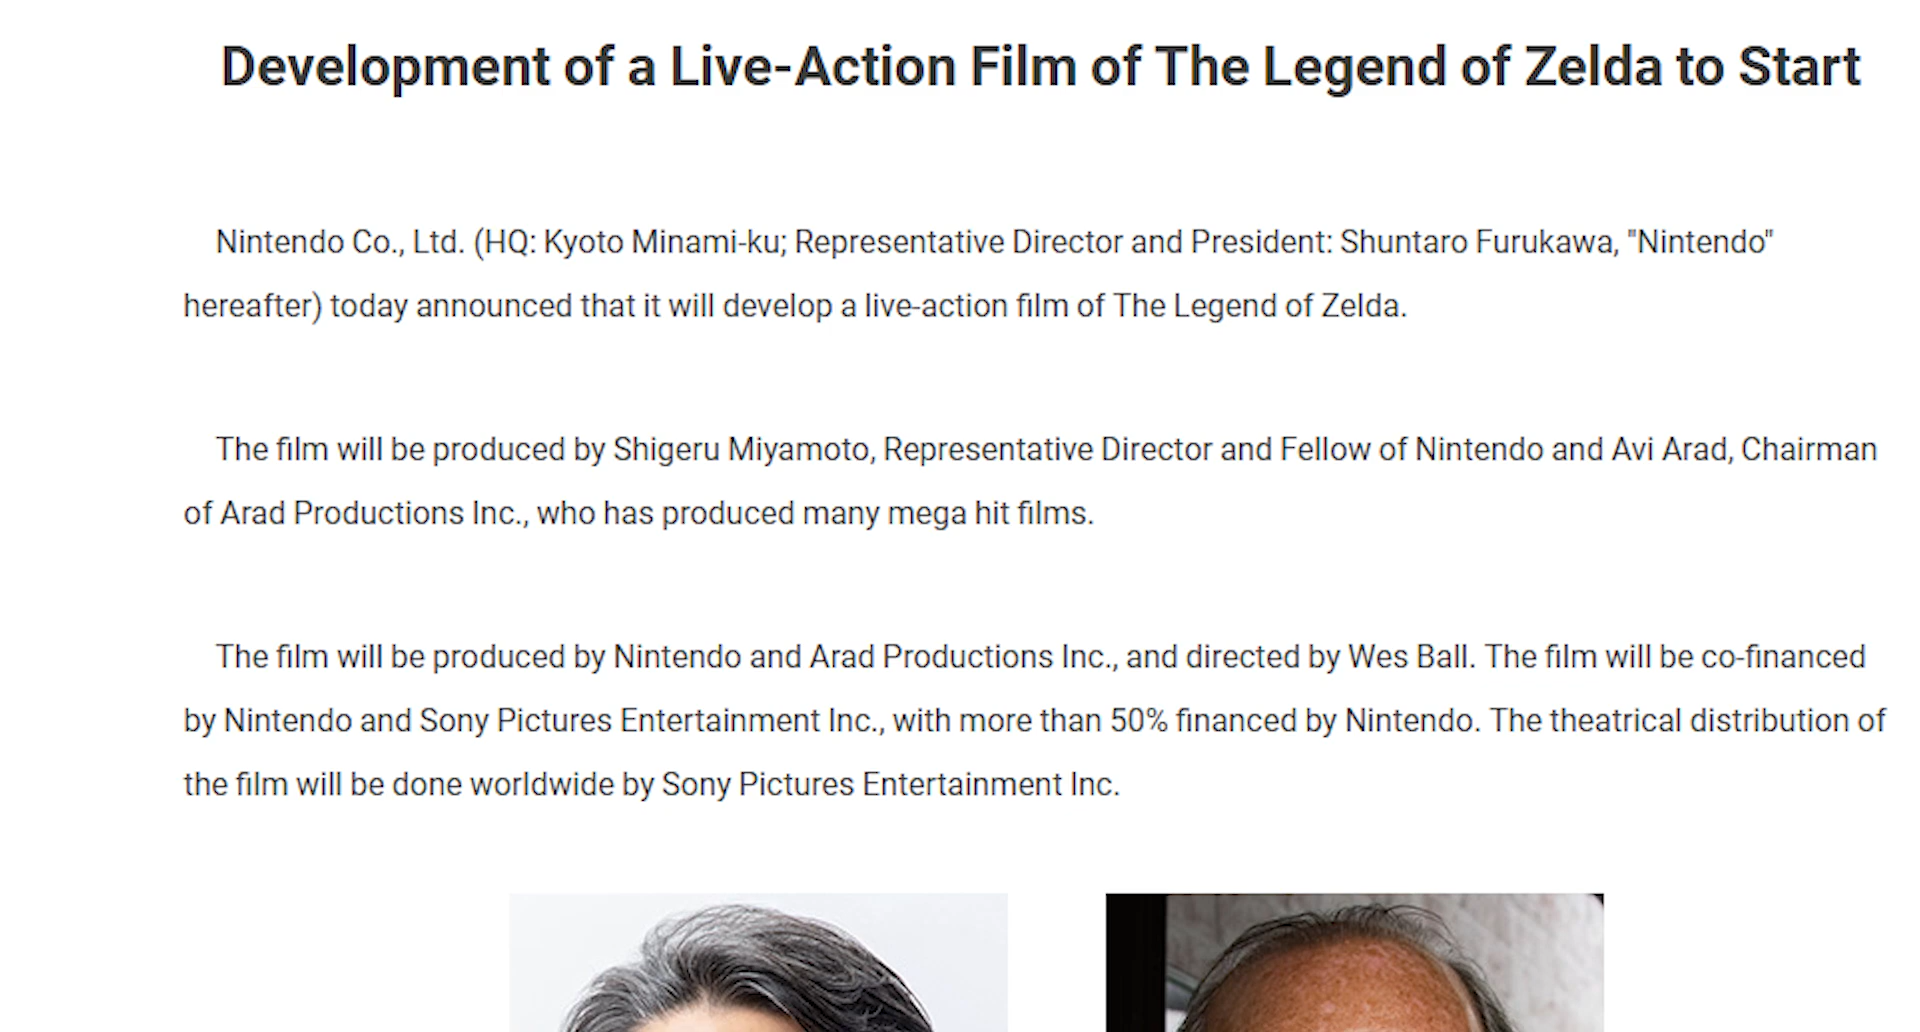 Development of a Live-Action Film of The Legend of Zelda to Start
Nintendo Co., Ltd. (HQ: Kyoto Minami-ku; Representative Director and President: Shuntaro Furukawa, "Nintendo"
hereafter) today announced that it will develop a live-action film of The Legend of Zelda.
The film will be produced by Shigeru Miyamoto, Representative Director and Fellow of Nintendo and Avi Arad, Chairman
of Arad Productions Inc., who has produced many mega hit films.
The film will be produced by Nintendo and Arad Productions Inc., and directed by Wes Ball. The film will be co-financed
by Nintendo and Sony Pictures Entertainment Inc., with more than 50% financed by Nintendo. The theatrical distribution of
the film will be done worldwide by Sony Pictures Entertainment Inc.